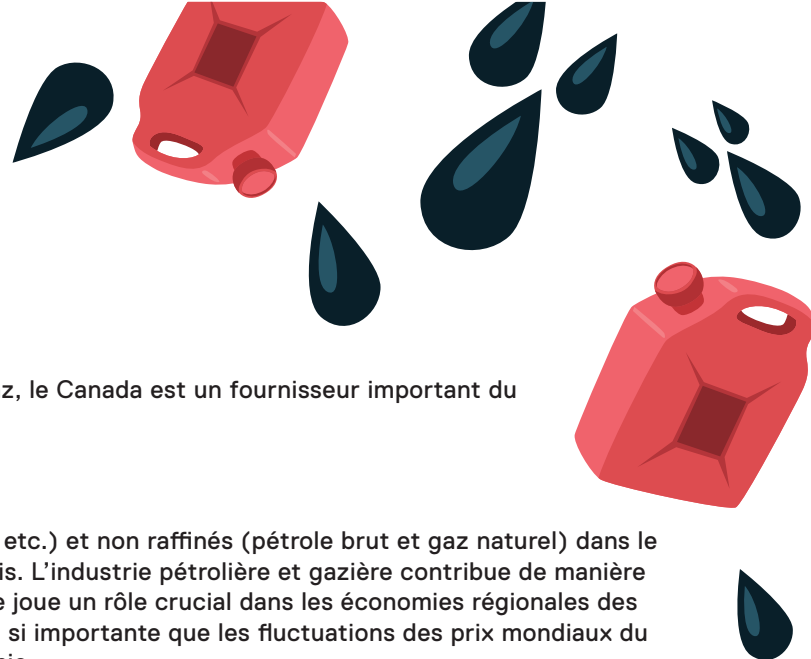 z, le Canada est un fournisseur important du
etc.) et non raffinés (pétrole brut et gaz naturel) dans le
is. L’industrie pétrolière et gazière contribue de manière
e joue un rôle crucial dans les économies régionales des
si importante que les fluctuations des prix mondiaux du